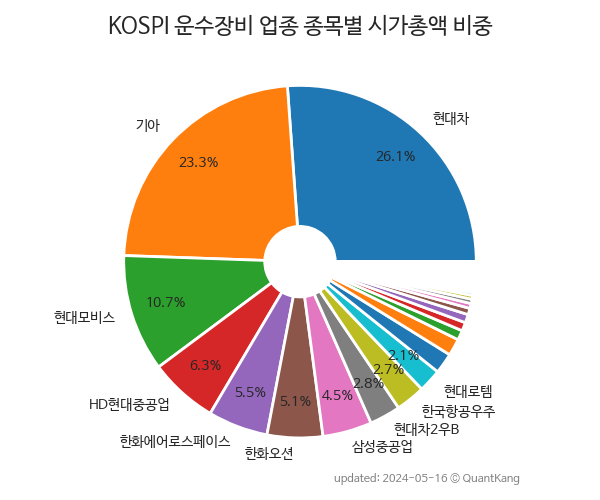 KOSPI 운수장비 업종 종목별 시가총액 비중
현대차
26.1%
기아
23.3%
현대모비스
10.7%
HD현대중공업
6.3%
한화에어로스페이스
5.5%
한화오션
5.1%
삼성중공업
4.5%
현대차2우B
2.8%
한국항공우주
2.7%
현대로템
2.1%
updated: 2024-05-16 © QuantKang